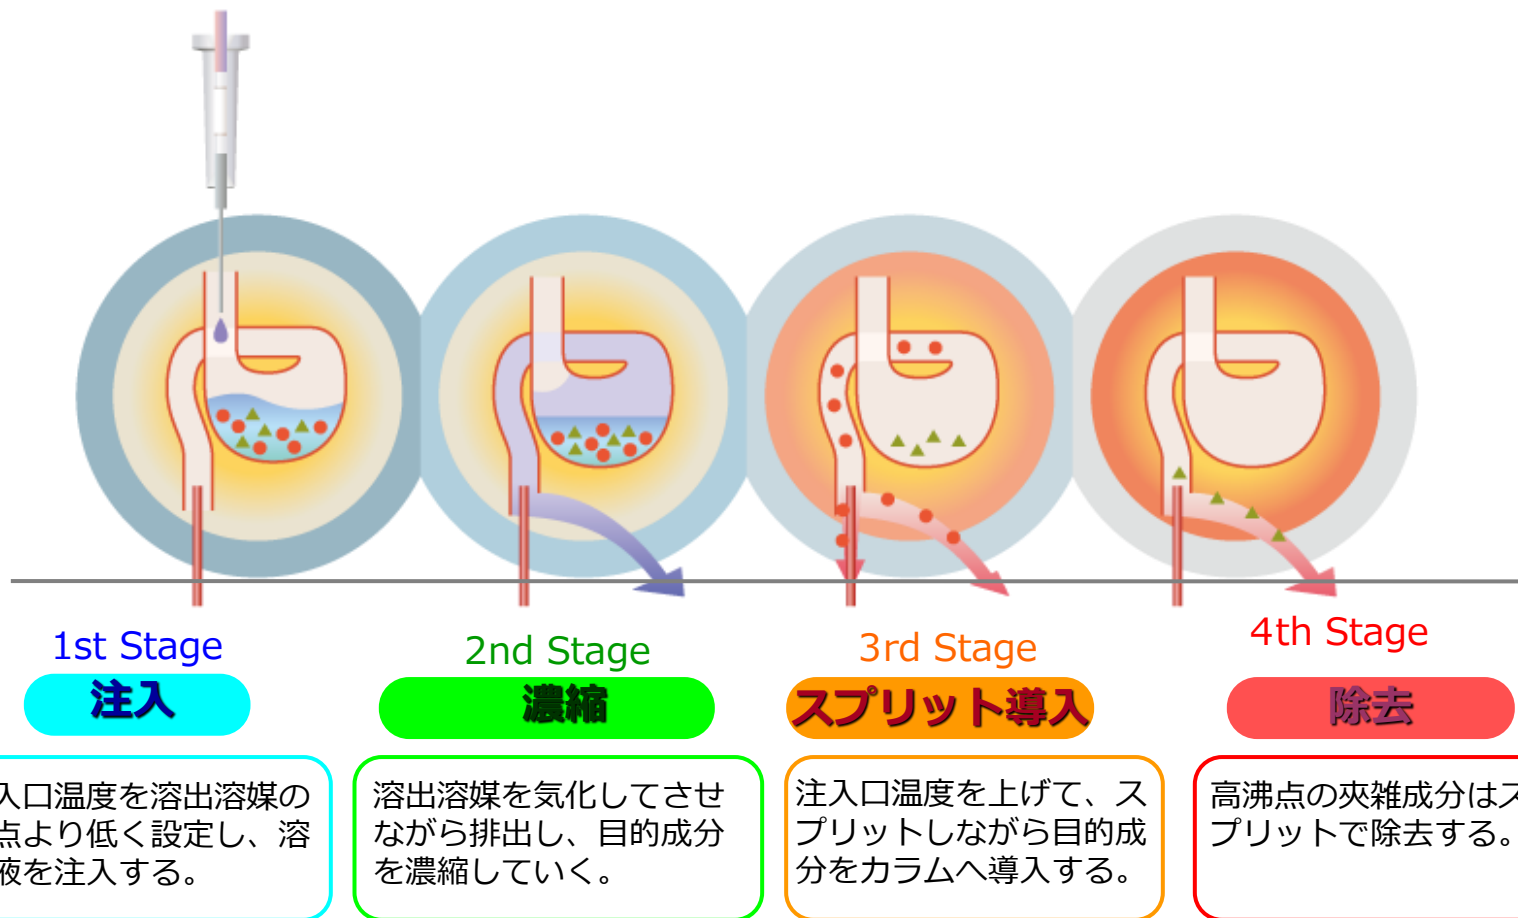 1st Stage
注入
入口温度を溶出溶媒の
点より低く設定し、溶
液を注入する。
2nd Stage
濃縮
溶出溶媒を気化してさせ
ながら排出し、目的成分
を濃縮していく。
3rd Stage
スプリット導入
注入口温度を上げて、ス
プリットしながら目的成
分をカラムへ導入する。
4th Stage
除去
高沸点の夾雑成分はス
プリットで除去する。